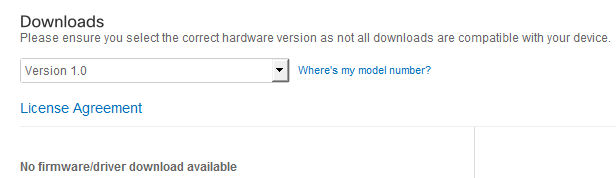 Downloads
Please ensure you select the correct hardware version as not all downloads are compatible with your device.
Version 1.0 Where's my model number?
License Agreement
No firmware/driver download available